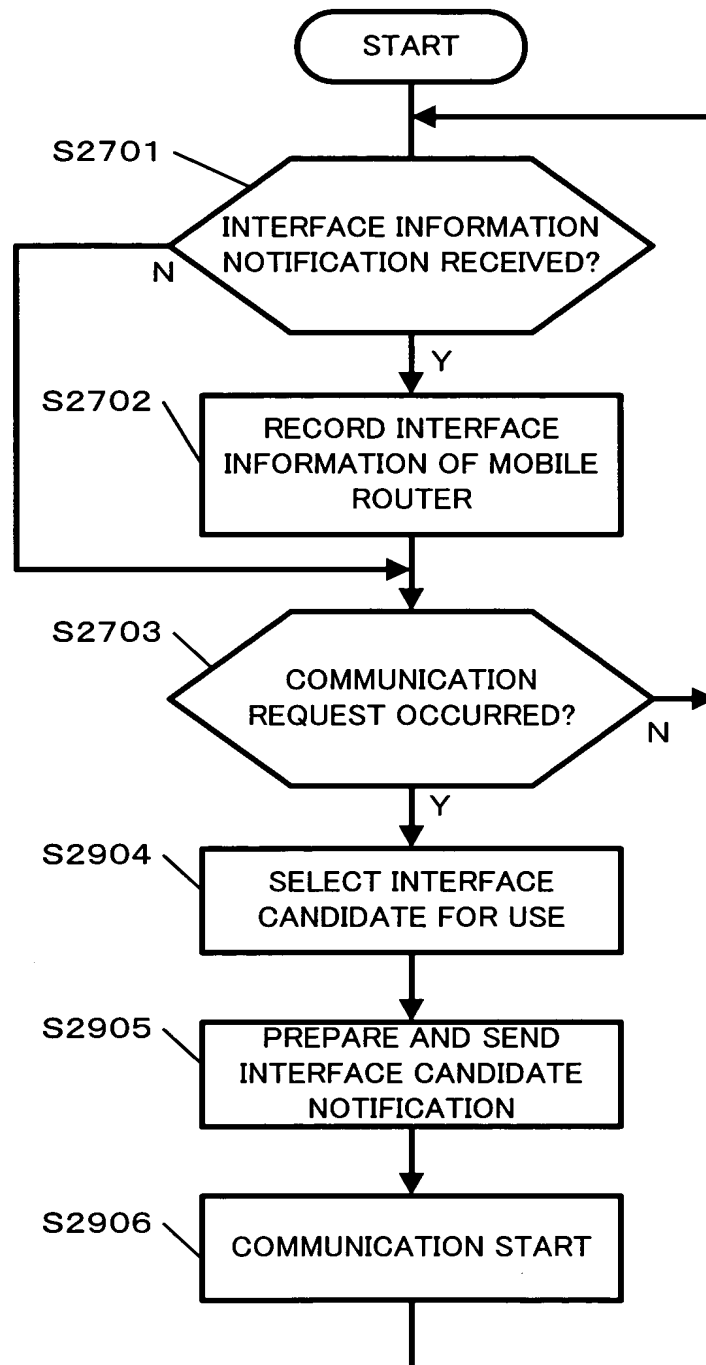 START
S2701
INTERFACE INFORMATION
NOTIFICATION RECEIVED?
N
Y
S2702
RECORD INTERFACE
INFORMATION OF MOBILE
ROUTER
S2703
COMMUNICATION
REQUEST OCCURRED?
N
Y
S2904
SELECT INTERFACE
CANDIDATE FOR USE
S2905
PREPARE AND SEND
INTERFACE CANDIDATE
NOTIFICATION
S2906
COMMUNICATION START